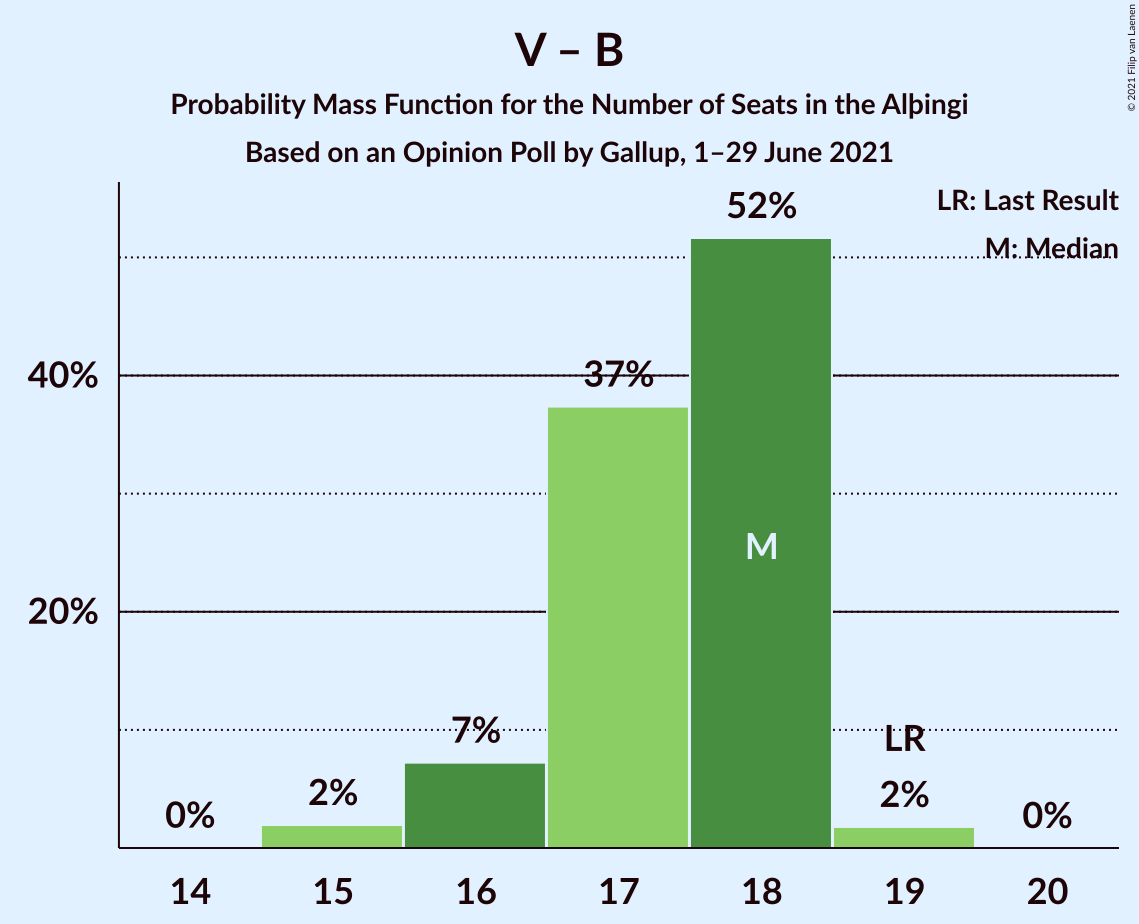 V – B
Probability Mass Function for the Number of Seats in the Alþingi
Based on an Opinion Poll by Gallup, 1–29 June 2021
© 2021 Filip van Laenen
LR: Last Result
M: Median
52%
40%
37%
M
20%
7%
LR
2%
2%
0%
0%
14 15 16 17 18 19 20